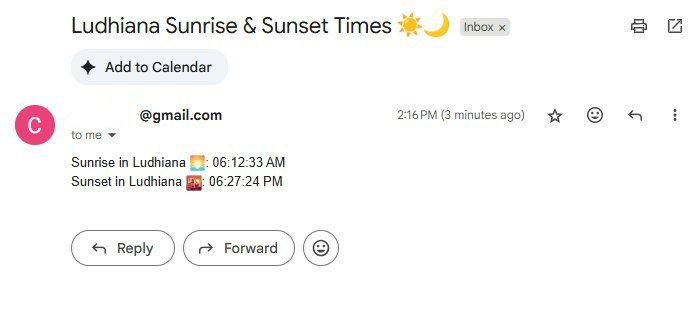 Ludhiana Sunrise & Sunset Times ☀️🌙 Inbox ×
Add to Calendar
C
@gmail.com
2:16 PM (3 minutes ago)
to me
Sunrise in Ludhiana 🌅: 06:12:33 AM
Sunset in Ludhiana 🌇: 06:27:24 PM
Reply
Forward